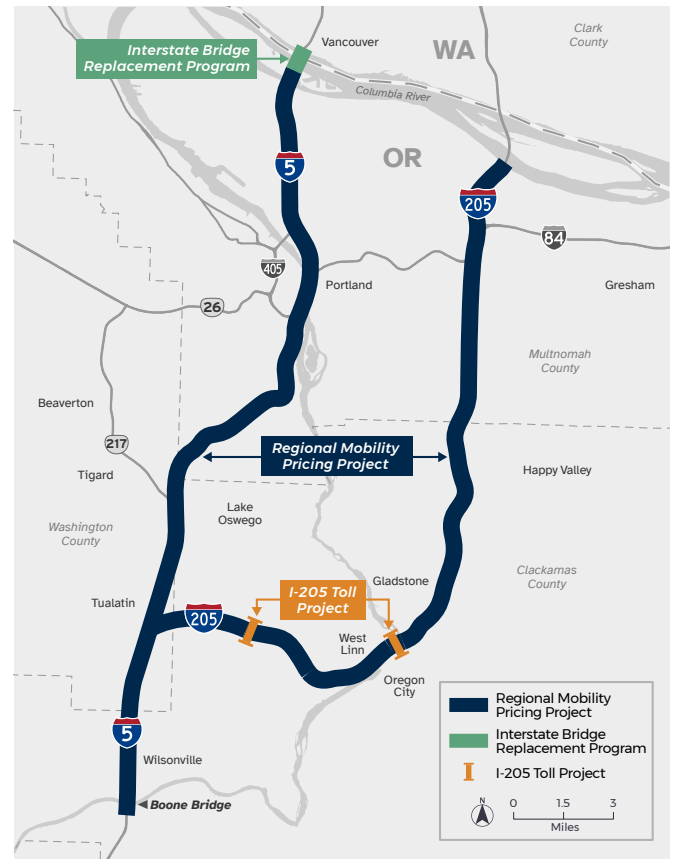 Vancouver
Interstate Bridge
Replacement Program
WA
Clark
County
Columbia River
OR
5
205
84
405
Portland
Gresham
26
Multnomah
County
Beaverton
217
Regional Mobility
Pricing Project
Tigard
Happy Valley
Lake
Oswego
Washington
County
Clackamas
County
Gladstone
I-205 Toll
Project
Tualatin
205
West
Linn
Oregon
City
5
Wilsonville
Boone Bridge
Regional Mobility
Pricing Project
Interstate Bridge
Replacement Program
I-205 Toll Project
N
0 1.5 3
Miles